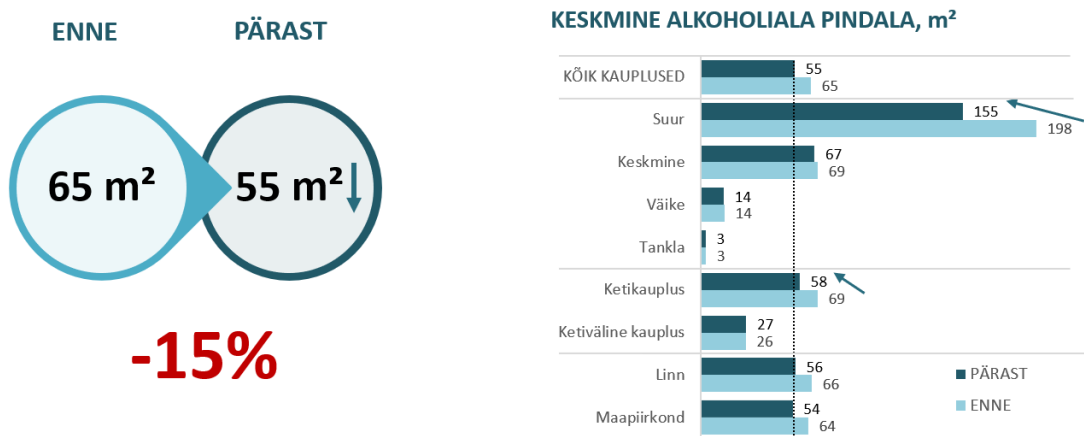 ENNE PÄRAST
65 m² 55 m²
-15%
KESKMINE ALKOHOLIALA PINDALA, m²
KÕIK KAUPLUSED 55
65
Suur 155
198
Keskmine 67
69
Väike 14
14
Tankla 3
3
Ketikauplus 58
69
Ketiväline kauplus 27
26
Linn 56
66
Maapiirkond 54
64
PÄRAST
ENNE